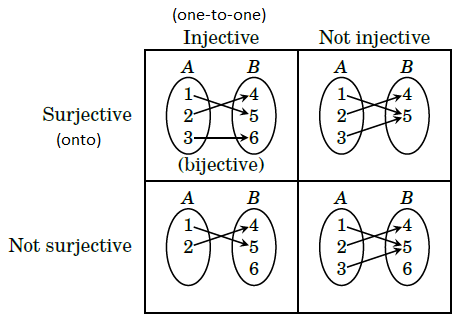 (one-to-one)
Injective Not injective
A B A B
1 4 1 4
Surjective 2 5 2 5
(onto) 3 6 3
(bijective)
A B A B
1 4 1 4
Not surjective 2 5 2 5
6 3 6